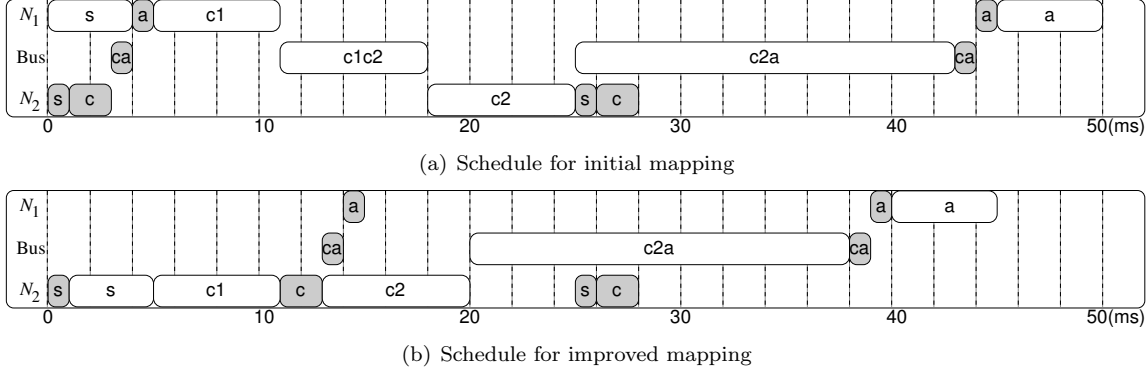 N1 s a c1 a a
Bus ca c1c2 c2a ca
N2 s c c2 s c
0 10 20 30 40 50(ms)
(a) Schedule for initial mapping
N1 a a a
Bus ca c2a ca
N2 s s c1 c c2 s c
0 10 20 30 40 50(ms)
(b) Schedule for improved mapping